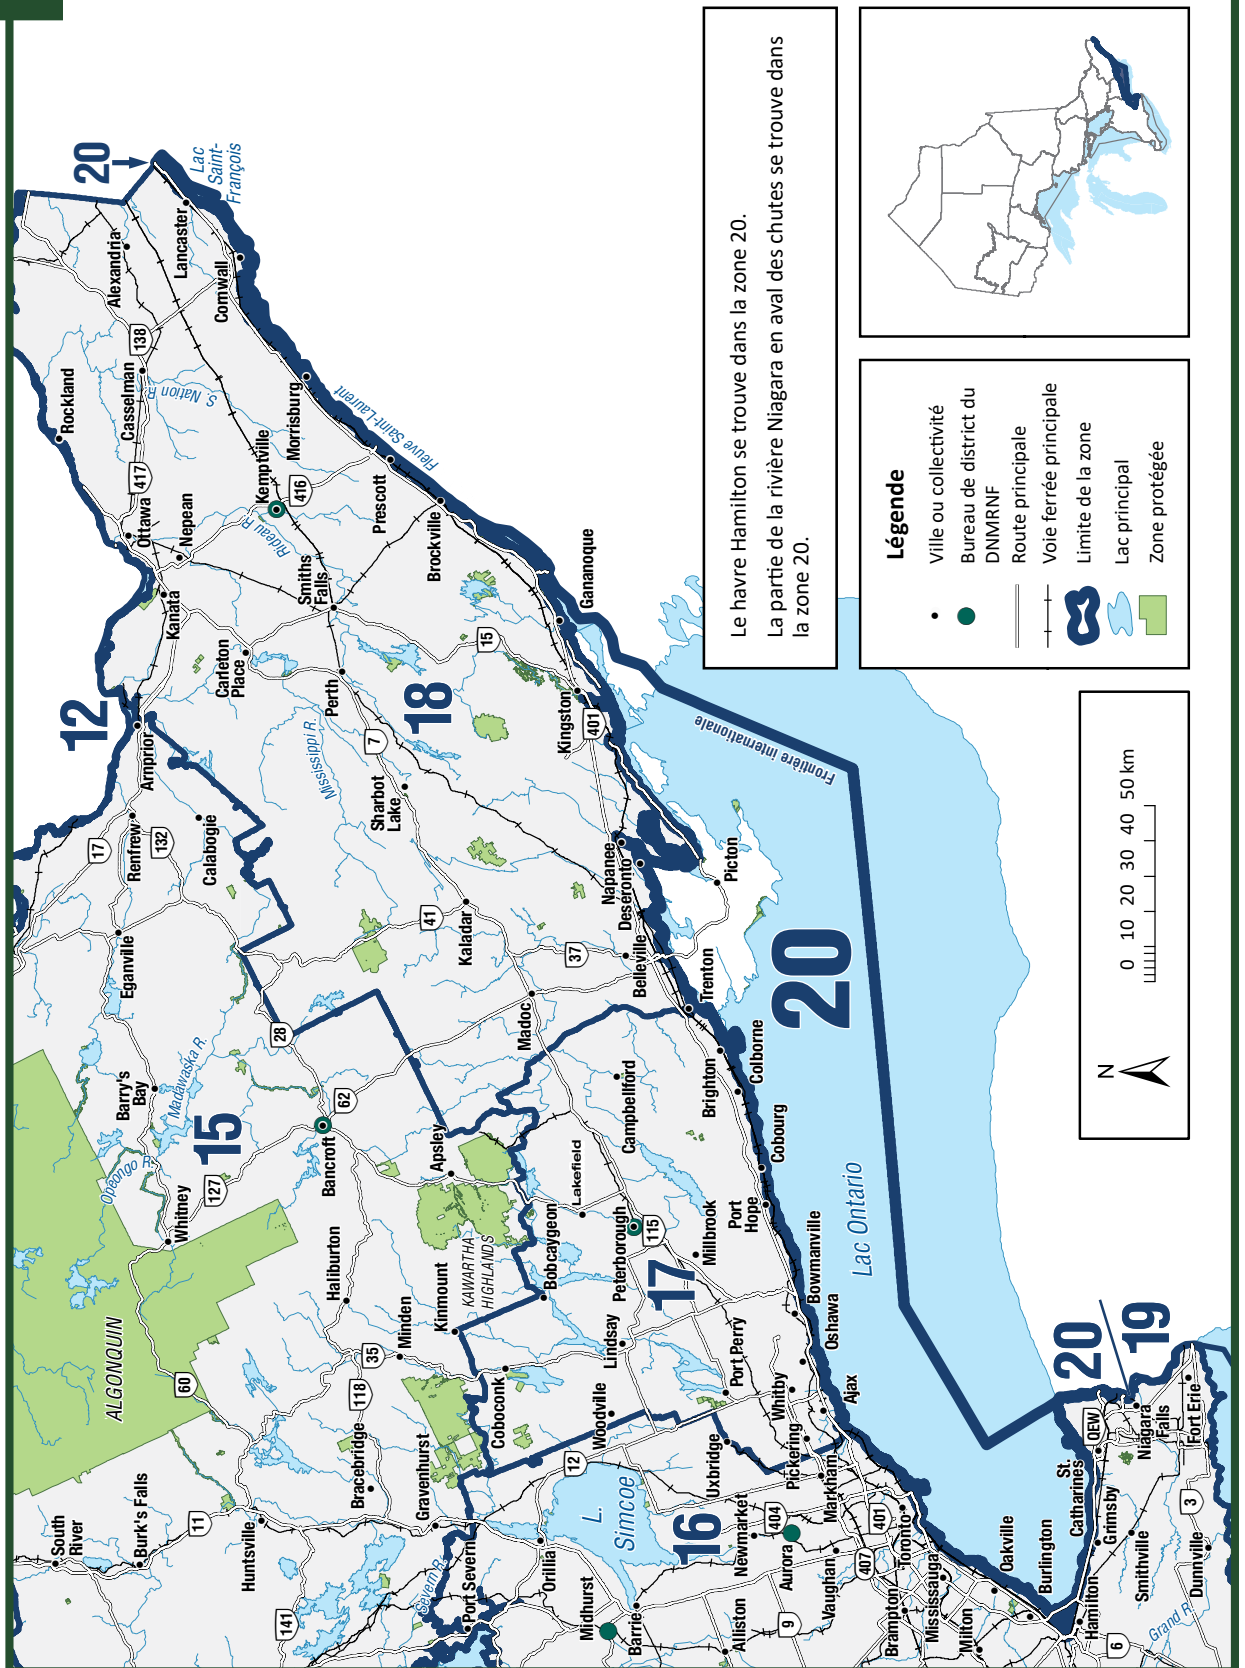 20
Lac
Saint-
François
Lancaster
Alexandria
Cornwall
138
Casselman
S. Nation R.
Rockland
417
Morrisburg
Fleuve Saint-Laurent
Kemptville
416
Ottawa
Nepean
Rideau R.
Prescott
Brockville
Kanata
Smiths
Falls
Gananoque
Carleton
Place
Perth
15
12
Arnprior
18
Mississippi R.
7
Kingston
401
Frontière internationale
Sharbot
Lake
17
Renfrew
132
Calabogie
Napanee
Deseronto
Picton
Eganville
41
Kaladar
37
Belleville
Trenton
20
Madoc
28
Barry's
Bay
Madawaska R.
15
62
Bancroft
Campbellford
Brighton
Colborne
Cobourg
Apsley
Opeongo R.
Whitney
127
Lakefield
Peterborough
115
Millbrook
Port
Hope
Lac Ontario
Bobcaygeon
KAWARTHA
HIGHLANDS
Haliburton
Kinmount
17
Bowmanville
Oshawa
ALGONQUIN
60
35
Minden
118
Lindsay
Port Perry
Whitby
Ajax
Coboconk
Woodville
Bracebridge
Gravenhurst
12
Uxbridge
Pickering
Markham
20
19
QEW
Niagara
Falls
Fort Erie
St.
Catharines
Grimsby
3
South
River
Burk's Falls
11
Huntsville
L.
Simcoe
16
Newmarket
404
Aurora
401
Toronto
407
Vaughan
Oakville
Burlington
Smithville
Dunnville
Severn R.
Port Severn
Orillia
Midhurst
Barrie
Alliston
9
Brampton
Mississauga
Milton
Hamilton
6
Grand R.
141
Le havre Hamilton se trouve dans la zone 20.
La partie de la rivière Niagara en aval des chutes se trouve dans
la zone 20.
Légende
Ville ou collectivité
Bureau de district du
DNMRNF
Route principale
Voie ferrée principale
Limite de la zone
Lac principal
Zone protégée
N
0 10 20 30 40 50 km